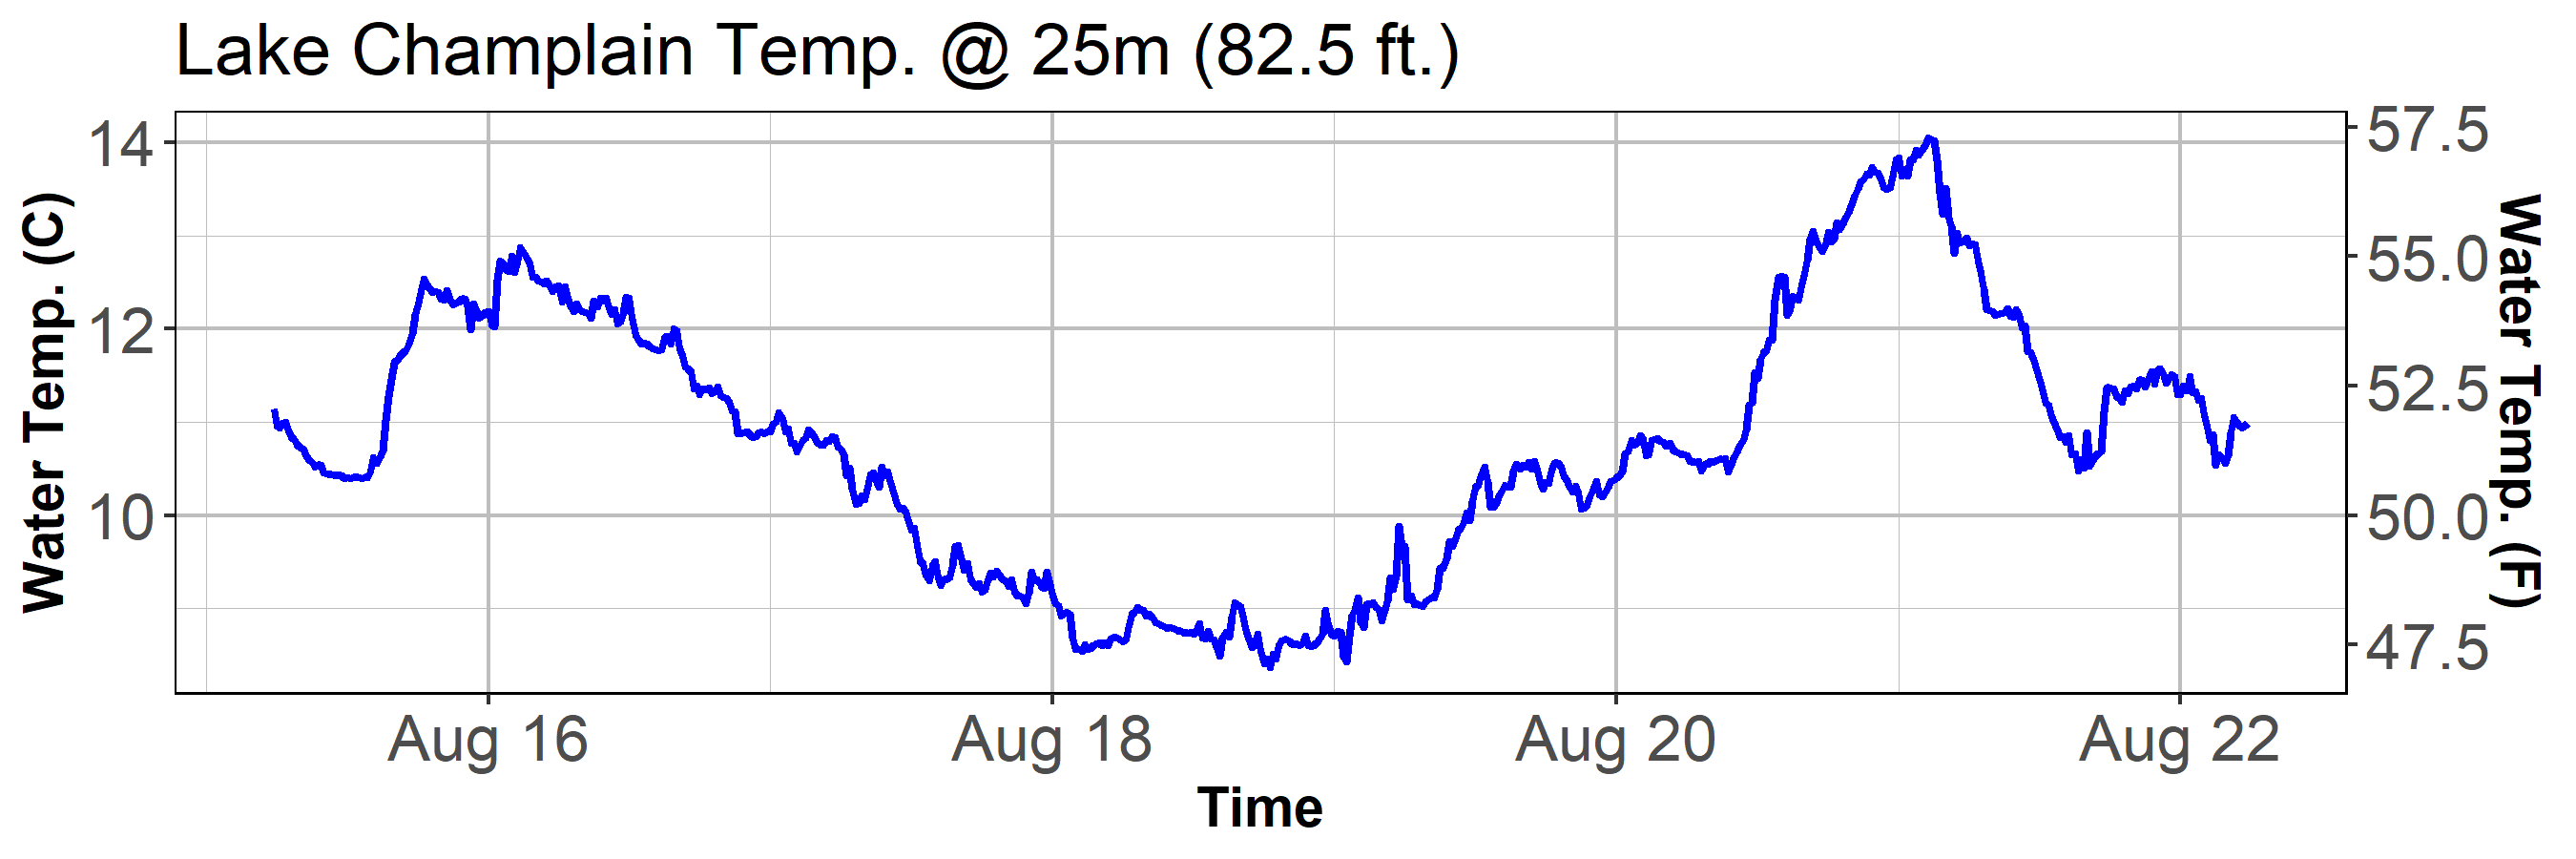 Lake Champlain Temp. @ 25m (82.5 ft.)
Water Temp. (C)
14
12
10
57.5
55.0
52.5
50.0
47.5
Water Temp. (F)
Aug 16 Aug 18 Aug 20 Aug 22
Time